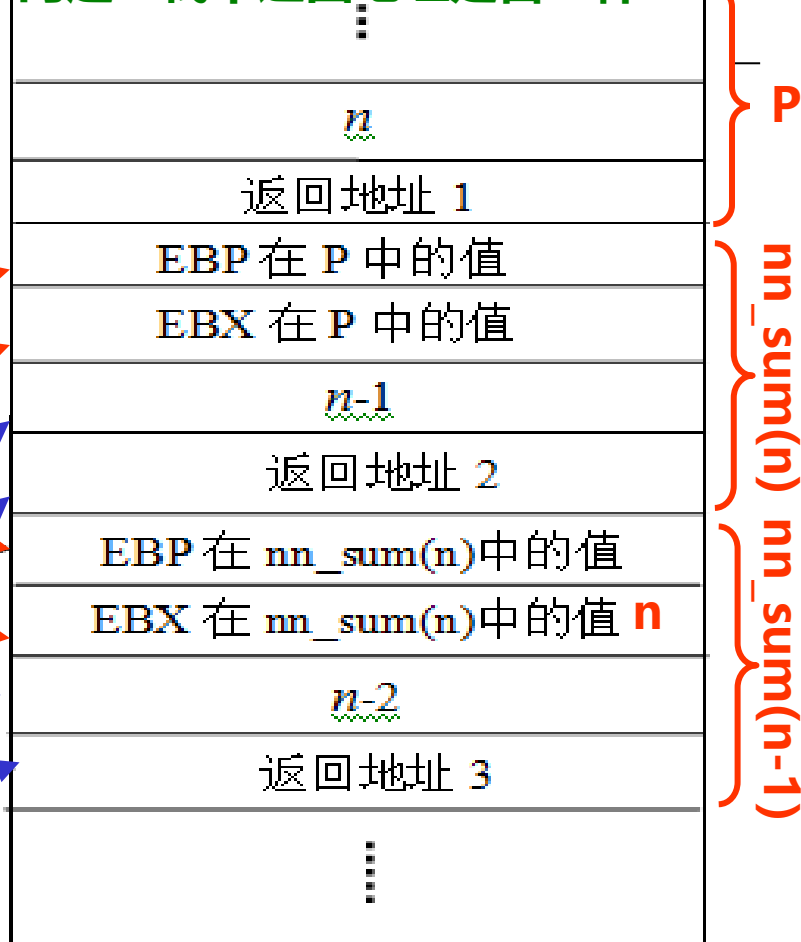 n
P
返回地址 1
EBP 在 P 中的值
EBX 在 P 中的值
n-1
返回地址 2
nn_sum(n)
EBP 在 nn_sum(n)中的值
EBX 在 nn_sum(n)中的值 n
n-2
返回地址 3
nn_sum(n-1)